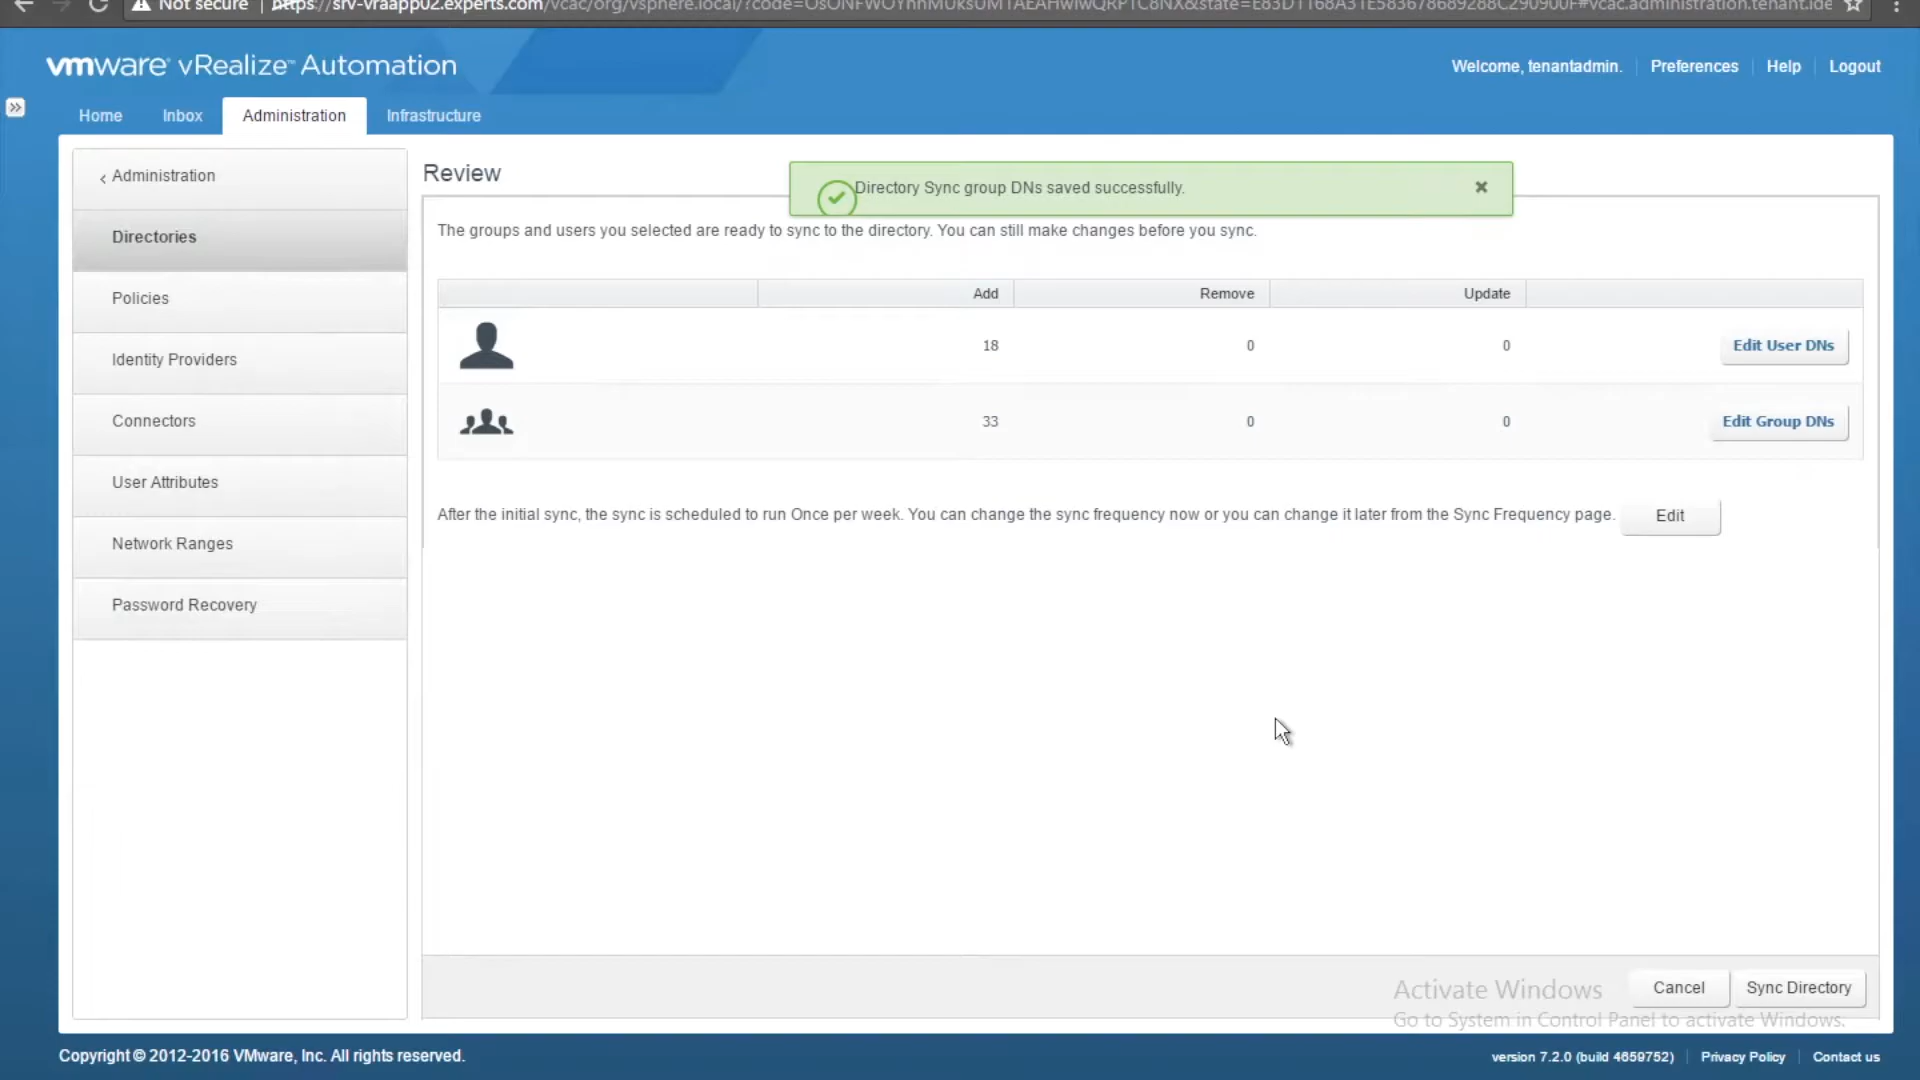 Not secure | https://srv-vraapp02.experts.com/vcac/org/vsphere.local/?code=
vmware vRealize™ Automation
Welcome, tenantadmin. | Preferences | Help | Logout
Home Inbox Administration Infrastructure
‹ Administration
Directories
Policies
Identity Providers
Connectors
User Attributes
Network Ranges
Password Recovery
Review
Directory Sync group DNs saved successfully.
The groups and users you selected are ready to sync to the directory. You can still make changes before you sync.
Add Remove Update
18 0 0 Edit User DNs
33 0 0 Edit Group DNs
After the initial sync, the sync is scheduled to run Once per week. You can change the sync frequency now or you can change it later from the Sync Frequency page. Edit
Activate Windows
Go to System in Control Panel to activate Windows.
Cancel Sync Directory
Copyright © 2012-2016 VMware, Inc. All rights reserved.
version 7.2.0 (build 4659752) | Privacy Policy | Contact us